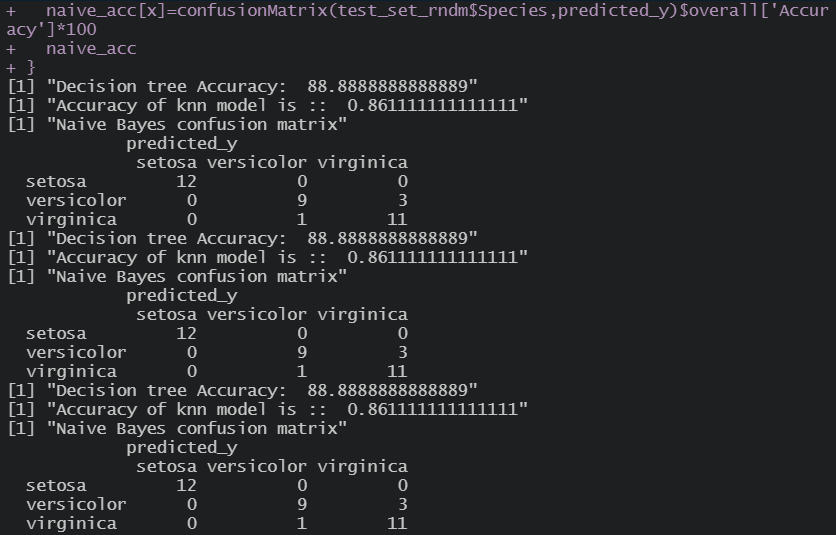 +   naive_acc[x]=confusionMatrix(test_set_rndm$Species,predicted_y)$overall['Accur
acy']*100
+   naive_acc
+ }
[1] "Decision tree Accuracy:  88.8888888888889"
[1] "Accuracy of knn model is ::  0.861111111111111"
[1] "Naive Bayes confusion matrix"
            predicted_y
             setosa versicolor virginica
  setosa         12          0         0
  versicolor      0          9         3
  virginica       0          1        11
[1] "Decision tree Accuracy:  88.8888888888889"
[1] "Accuracy of knn model is ::  0.861111111111111"
[1] "Naive Bayes confusion matrix"
            predicted_y
             setosa versicolor virginica
  setosa         12          0         0
  versicolor      0          9         3
  virginica       0          1        11
[1] "Decision tree Accuracy:  88.8888888888889"
[1] "Accuracy of knn model is ::  0.861111111111111"
[1] "Naive Bayes confusion matrix"
            predicted_y
             setosa versicolor virginica
  setosa         12          0         0
  versicolor      0          9         3
  virginica       0          1        11